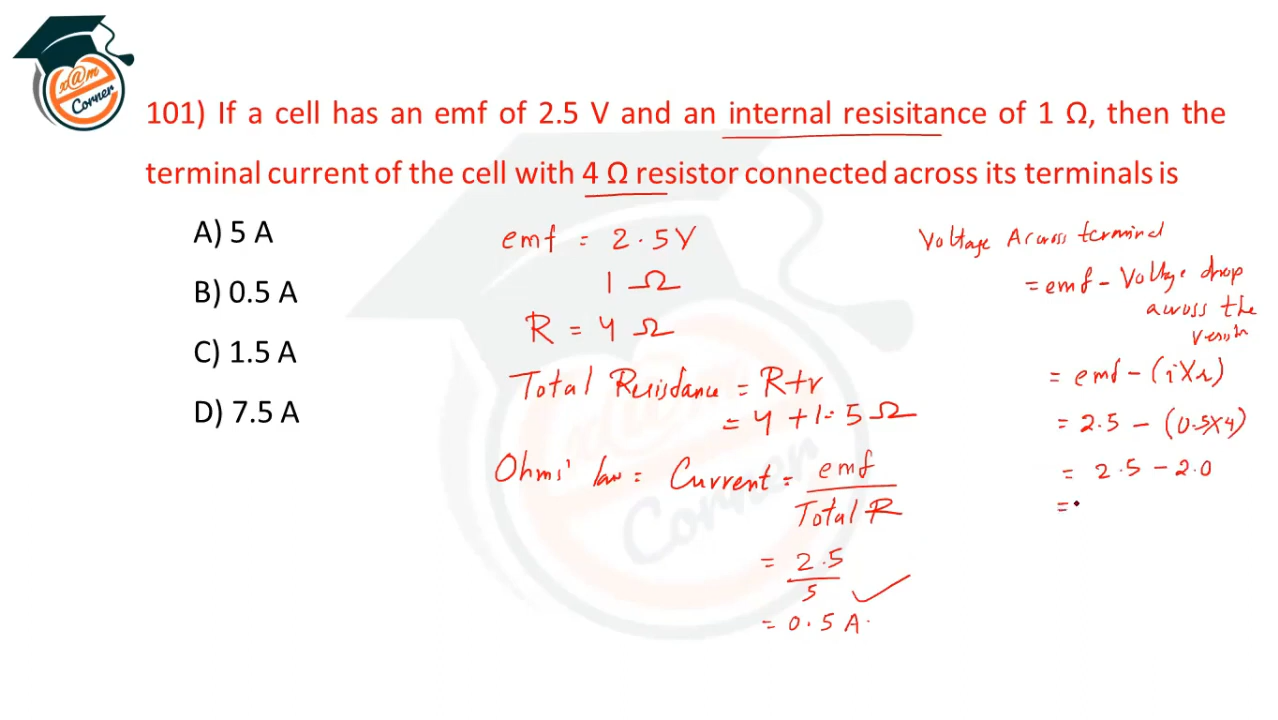 x@m
Corner
101) If a cell has an emf of 2.5 V and an internal resisitance of 1 Ω, then the
terminal current of the cell with 4 Ω resistor connected across its terminals is
A) 5 A
B) 0.5 A
C) 1.5 A
D) 7.5 A
emf = 2.5V
1 Ω
R = 4 Ω
Total Resistance = R+r
= 4 + 1 = 5 Ω
Ohms' law = Current = emf
Total R
= 2.5
5
= 0.5 A.
Voltage Across terminal
= emf - Voltage drop
across the
= emf - (i X r)
= 2.5 - (0.5X4)
= 2.5 - 2.0
=